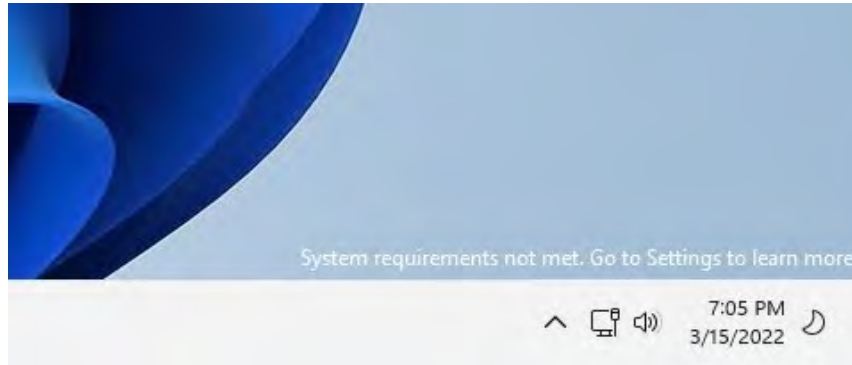 System requirements not met. Go to Settings to learn more
7:05 PM
3/15/2022